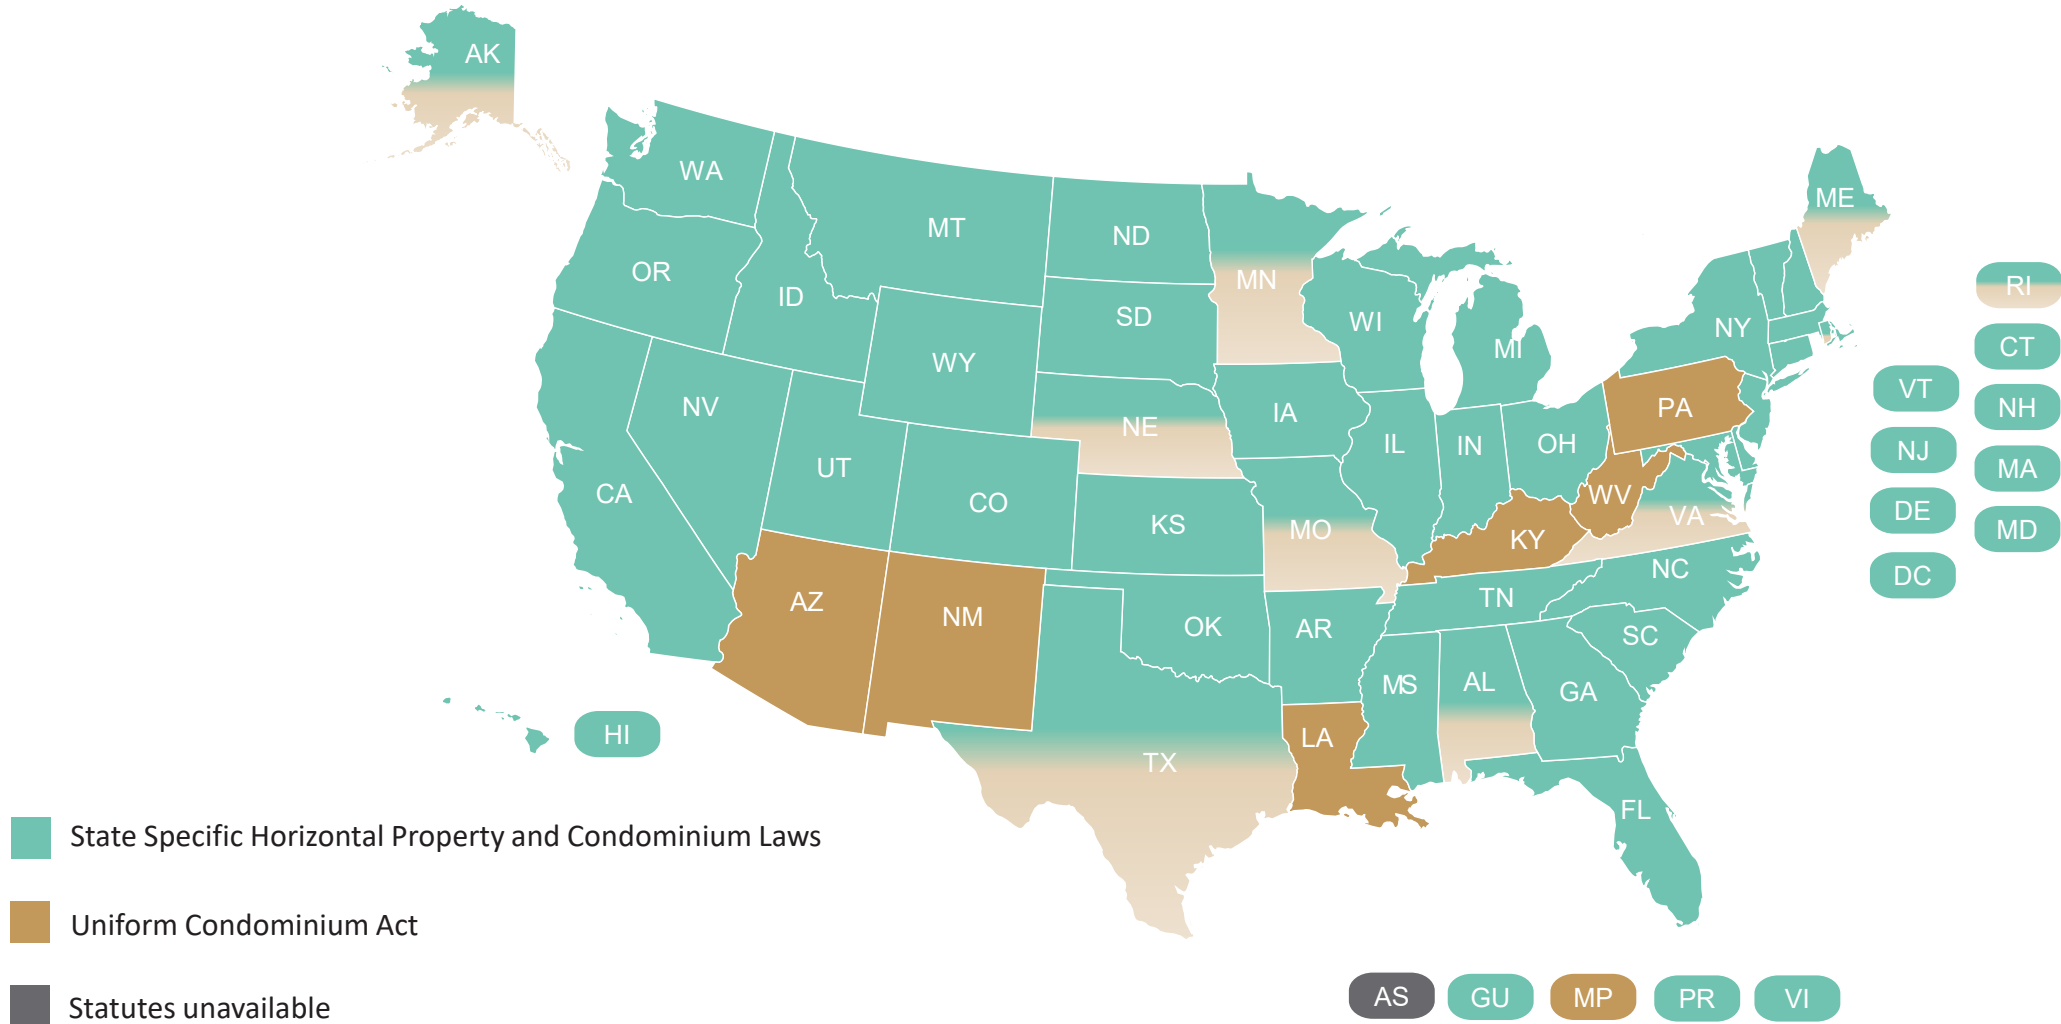 AK
WA
ME
MT
ND
OR
MN
RI
ID
SD
WI
NY
CT
MI
WY
VT
NV
NH
PA
IA
NE
OH
IL
IN
NJ
UT
MA
CA
WV
CO
DE
VA
KS
MO
MD
KY
NC
DC
TN
AZ
NM
OK
AR
SC
MS
AL
GA
HI
LA
TX
FL
State Specific Horizontal Property and Condominium Laws
Uniform Condominium Act
Statutes unavailable
AS
GU
MP
PR
VI